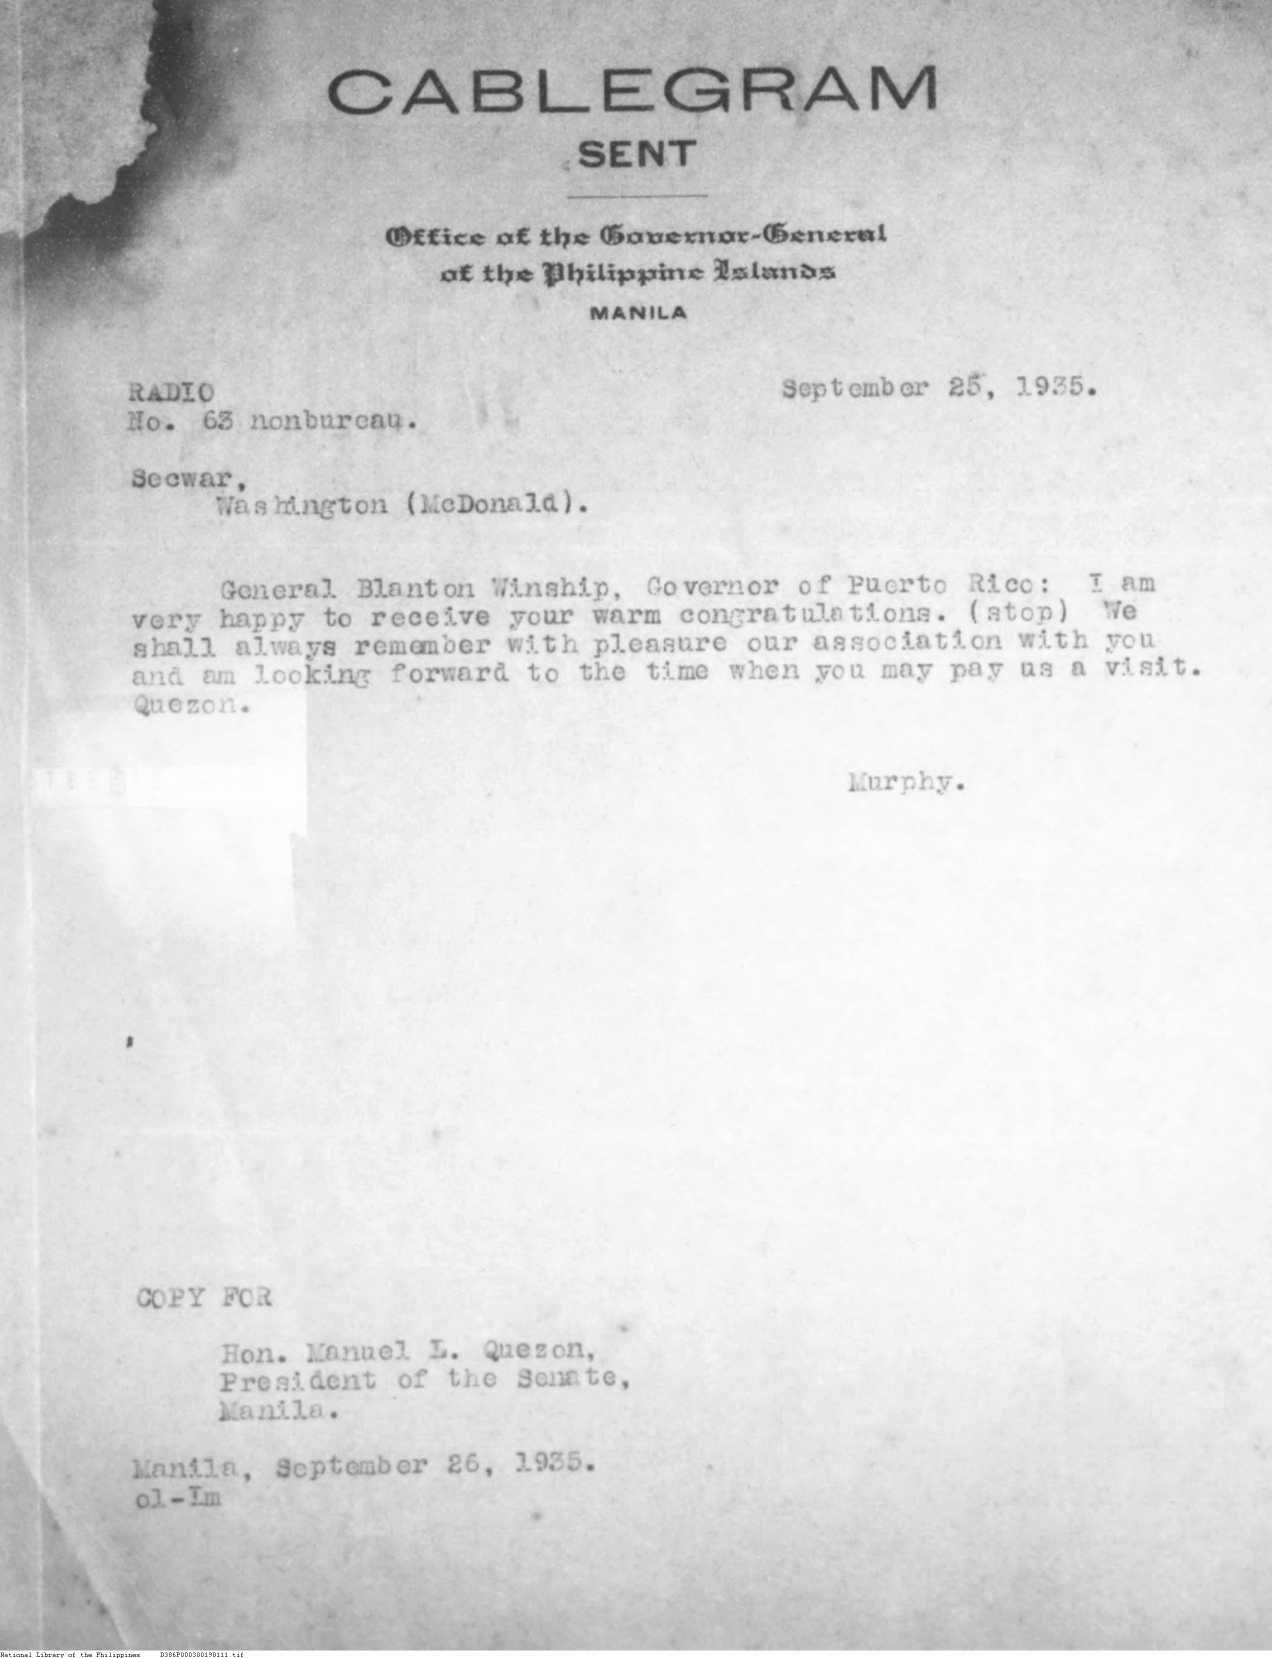 CABLEGRAM
SENT
Office of the Governor-General
of the Philippine Islands
MANILA
RADIO
September 25, 1935.
No. 63 nonbureau.
Secwar,
Washington (McDonald).
General Blanton Winship, Governor of Puerto Rico: I am
very happy to receive your warm congratulations. (stop) We
shall always remember with pleasure our association with you
and am looking forward to the time when you may pay us a visit.
Quezon.
Murphy.
COPY FOR
Hon. Manuel L. Quezon,
President of the Senate,
Manila.
Manila, September 26, 1935.
ol-Im
National Library of the Philippines D386P000300190111.tif